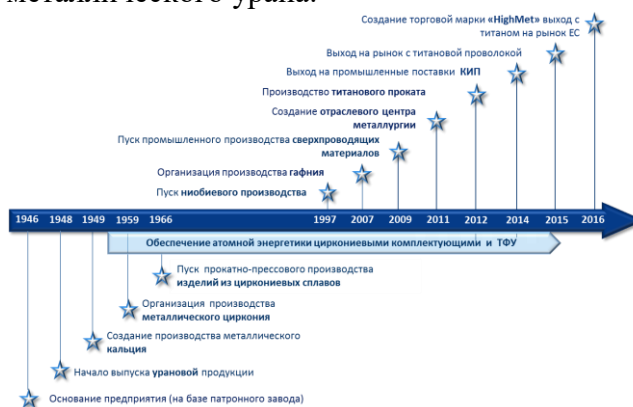 металлического урана.
Создание торговой марки «HighMet» выход с
титаном на рынок ЕС
Выход на рынок с титановой проволокой
Выход на промышленные поставки КИП
Производство титанового проката
Создание отраслевого центра
металлургии
Пуск промышленного производства сверхпроводящих
материалов
Организация производства гафния
Пуск ниобиевого производства
1946 1948 1949 1959 1966 1997 2007 2009 2011 2012 2014 2015 2016
Обеспечение атомной энергетики циркониевыми комплектующими и ТФУ
Пуск прокатно-прессового производства
изделий из циркониевых сплавов
Организация производства
металлического циркония
Создание производства металлического
кальция
Начало выпуска урановой продукции
Основание предприятия (на базе патронного завода)